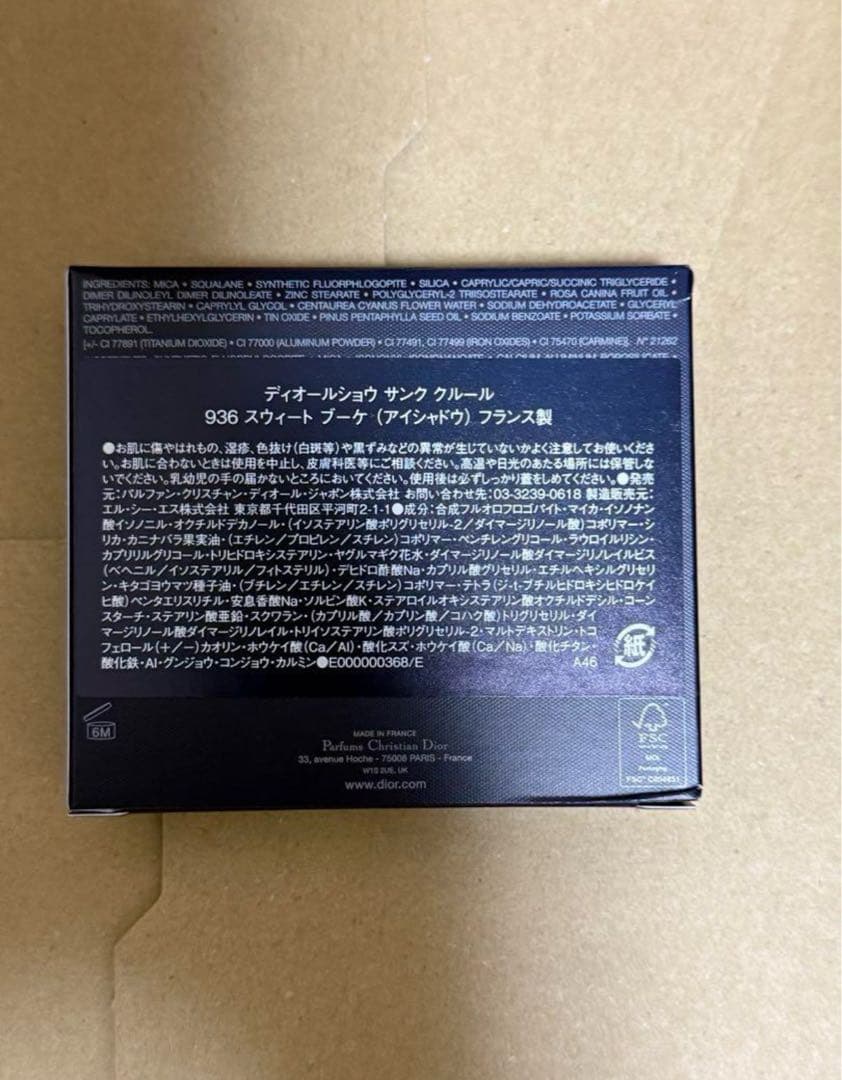 INGREDIENTS: MICA • SQUALANE • SYNTHETIC FLUORPHLOGOPITE • SILICA • CAPRYLIC/CAPRIC/SUCCINIC TRIGLYCERIDE •
DIMER DILINOLEYL DIMER DILINOLEATE • ZINC STEARATE • POLYGLYCERYL-2 TRIISOSTEARATE • ROSA CANINA FRUIT OIL •
TRIHYDROXYSTEARIN • CAPRYLYL GLYCOL • CENTAUREA CYANUS FLOWER WATER • SODIUM DEHYDROACETATE • GLYCERYL
CAPRYLATE • ETHYLHEXYLGLYCERIN • TIN OXIDE • PINUS PENTAPHYLLA SEED OIL • SODIUM BENZOATE • POTASSIUM SORBATE •
TOCOPHEROL.
[+/- CI 77891 (TITANIUM DIOXIDE) • CI 77000 (ALUMINUM POWDER) • CI 77491, CI 77499 (IRON OXIDES) • CI 75470 (CARMINE)]. N° 21262
ディオールショウ サンク クルール
936 スウィート ブーケ (アイシャドウ) フランス製
●お肌に傷やはれもの、湿疹、色抜け(白斑等)や黒ずみなどの異常が生じていないかよく注意してお使いくださ
い。お肌に合わないときは使用を中止し、皮膚科医等にご相談ください。高温や日光のあたる場所には保管し
ないでください。乳幼児の手の届かないところにおいてください。使用後は必ずしっかり蓋をしめてください。●発売
元:パルファン・クリスチャン・ディオール・ジャポン株式会社 お問い合わせ先:03-3239-0618 製造販売元:
エル・シー・エス株式会社 東京都千代田区平河町2-1-1●成分:合成フルオロフロゴパイト・マイカ・イソノナン
酸イソノニル・オクチルドデカノール・(イソステアリン酸ポリグリセリル-2/ダイマージリノール酸)コポリマー・シ
リカ・カニナバラ果実油・(エチレン/プロピレン/スチレン)コポリマー・ペンチレングリコール・ラウロイルリシン・
カプリリルグリコール・トリヒドロキシステアリン・ヤグルマギク花水・ダイマージリノール酸ダイマージリノレイルビス
(ベヘニル/イソステアリル/フィトステリル)・デヒドロ酢酸Na・カプリル酸グリセリル・エチルヘキシルグリセリ
ン・キタゴヨウマツ種子油・(ブチレン/エチレン/スチレン)コポリマー・テトラ(ジ-t-ブチルヒドロキシヒドロケイ
ヒ酸)ペンタエリスリチル・安息香酸Na・ソルビン酸K・ステアロイルオキシステアリン酸オクチルドデシル・コーン
スターチ・ステアリン酸亜鉛・スクワラン・(カプリル酸/カプリン酸/コハク酸)トリグリセリル・ダイ
マージリノール酸ダイマージリノレイル・トリイソステアリン酸ポリグリセリル-2・マルトデキストリン・トコ
フェロール(+/-)カオリン・ホウケイ酸(Ca/Al)・酸化スズ・ホウケイ酸(Ca/Na)・酸化チタン・
酸化鉄・Al・グンジョウ・コンジョウ・カルミン●E000000368/E
A46
紙
6M
MADE IN FRANCE
Parfums Christian Dior
33, avenue Hoche - 75008 PARIS - France
W1S 2UE, UK
www.dior.com
FSC
MIX
Packaging